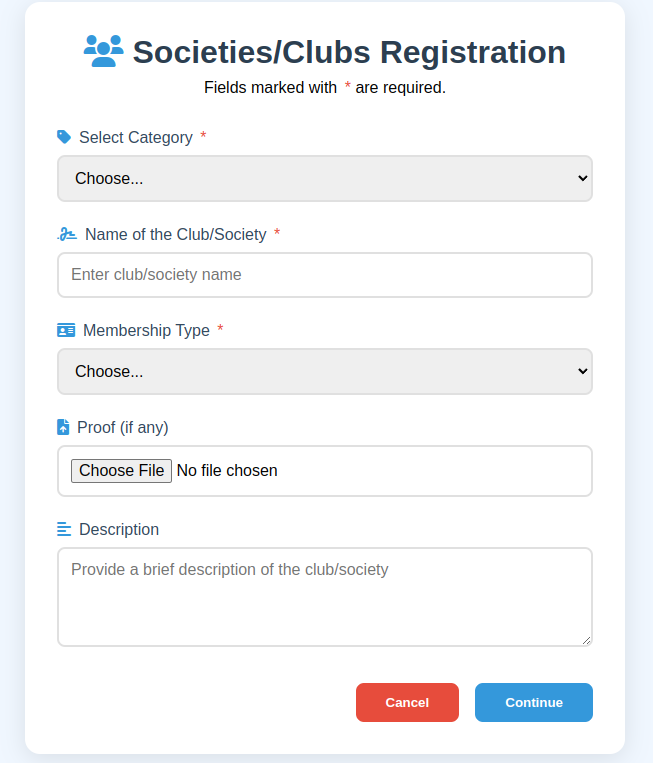 Societies/Clubs Registration
Fields marked with * are required.
Select Category *
Choose...
Name of the Club/Society *
Enter club/society name
Membership Type *
Choose...
Proof (if any)
Choose File No file chosen
Description
Provide a brief description of the club/society
Cancel Continue